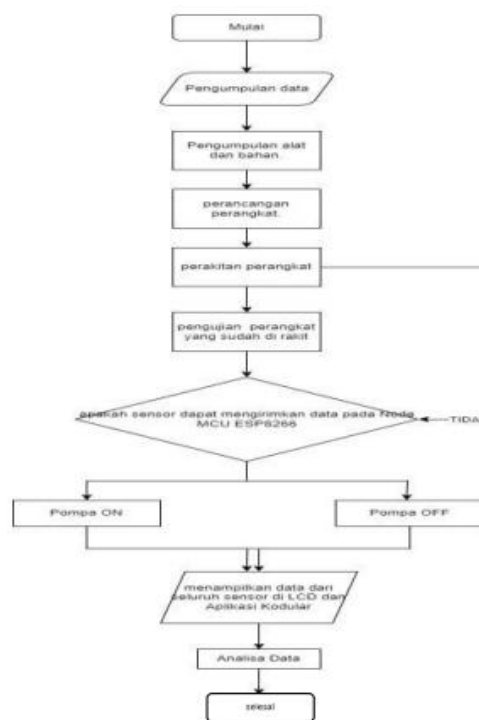 Mulai
Pengumpulan data
Pengumpulan alat
dan bahan.
perancangan
perangkat.
perakitan perangkat
pengujian perangkat
yang sudah di rakit
apakah sensor dapat mengirimkan data pada Node
MCU ESP8266
TIDA
Pompa ON
Pompa OFF
menampilkan data dari
seluruh sensor di LCD dan
Aplikasi Kodular
Analisa Data
selesai